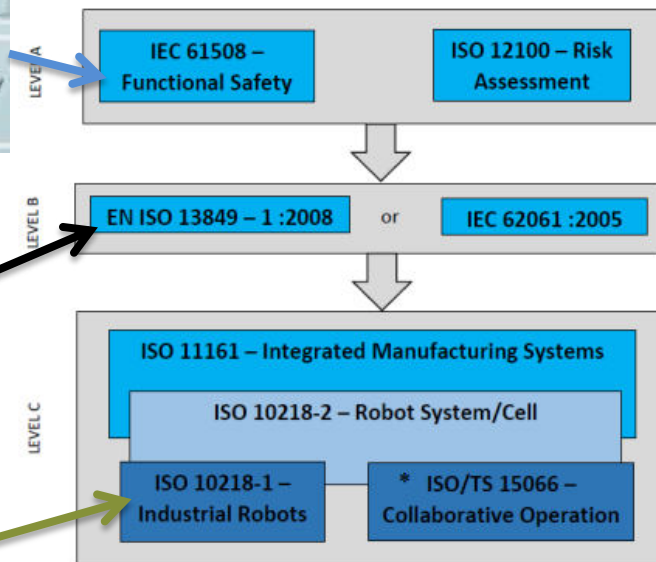 LEVEL A
IEC 61508 –
Functional Safety
ISO 12100 – Risk
Assessment
LEVEL B
EN ISO 13849 – 1 :2008
or
IEC 62061 :2005
LEVEL C
ISO 11161 – Integrated Manufacturing Systems
ISO 10218-2 – Robot System/Cell
ISO 10218-1 –
Industrial Robots
* ISO/TS 15066 –
Collaborative Operation